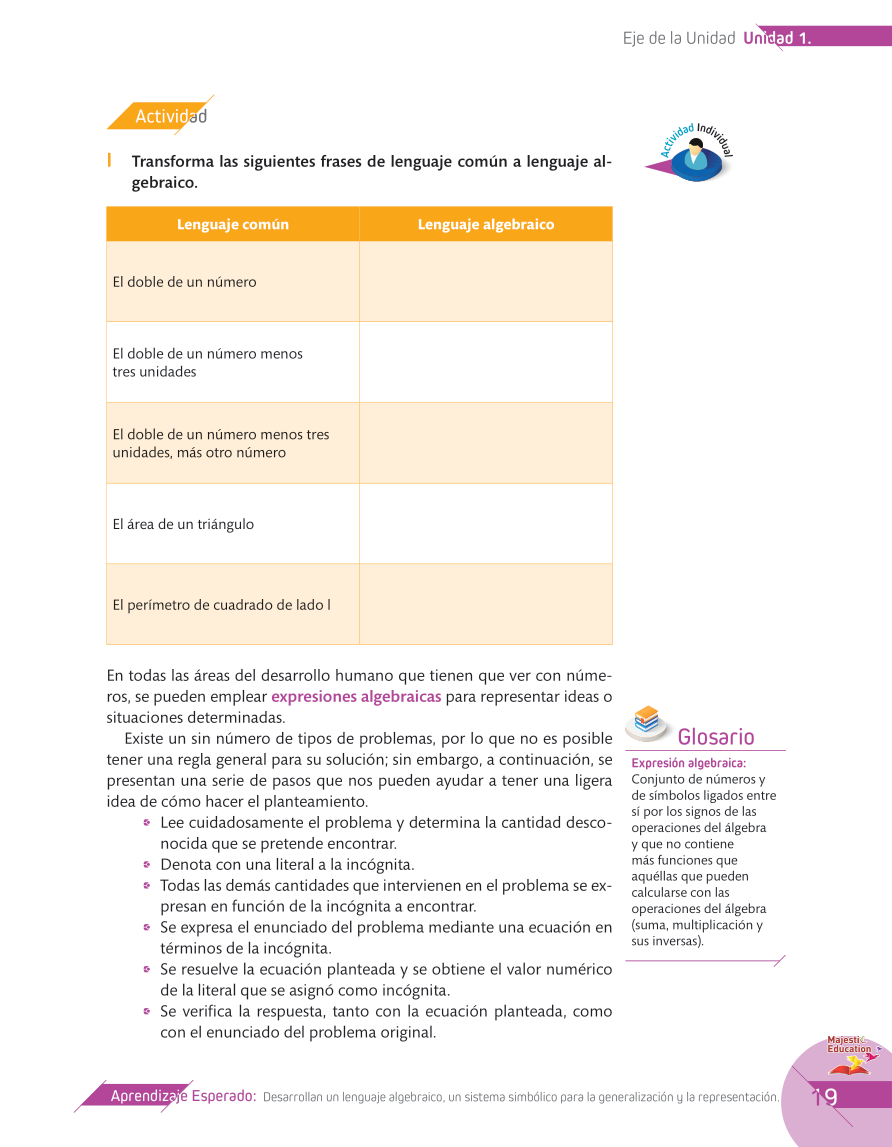 Eje de la Unidad Unidad 1.
Actividad
Actividad Individual
I Transforma las siguientes frases de lenguaje común a lenguaje al-
gebraico.
Lenguaje común Lenguaje algebraico
El doble de un número
El doble de un número menos
tres unidades
El doble de un número menos tres
unidades, más otro número
El área de un triángulo
El perímetro de cuadrado de lado l
En todas las áreas del desarrollo humano que tienen que ver con núme-
ros, se pueden emplear expresiones algebraicas para representar ideas o
situaciones determinadas.
Existe un sin número de tipos de problemas, por lo que no es posible
tener una regla general para su solución; sin embargo, a continuación, se
presentan una serie de pasos que nos pueden ayudar a tener una ligera
idea de cómo hacer el planteamiento.
Lee cuidadosamente el problema y determina la cantidad desco-
nocida que se pretende encontrar.
Denota con una literal a la incógnita.
Todas las demás cantidades que intervienen en el problema se ex-
presan en función de la incógnita a encontrar.
Se expresa el enunciado del problema mediante una ecuación en
términos de la incógnita.
Se resuelve la ecuación planteada y se obtiene el valor numérico
de la literal que se asignó como incógnita.
Se verifica la respuesta, tanto con la ecuación planteada, como
con el enunciado del problema original.
Glosario
Expresión algebraica:
Conjunto de números y
de símbolos ligados entre
sí por los signos de las
operaciones del álgebra
y que no contiene
más funciones que
aquéllas que pueden
calcularse con las
operaciones del álgebra
(suma, multiplicación y
sus inversas).
Majestic
Education
Aprendizaje Esperado: Desarrollan un lenguaje algebraico, un sistema simbólico para la generalización y la representación.
19